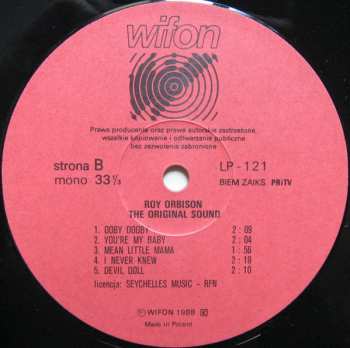 wifon
Prawa producenta oraz prawa autorskie zastrzeżone,
wszelkie kopiowanie i odtwarzanie publiczne
bez zezwolenia zabronione
strona B
LP - 121
mono 33⅓
BIEM ZAIKS PRiTV
ROY ORBISON
THE ORIGINAL SOUND
1. OOBY DOOBY 2:09
2. YOU'RE MY BABY 2:04
3. MEAN LITTLE MAMA 1:56
4. I NEVER KNEW 2:18
5. DEVIL DOLL 2:10
licencja: SEYCHELLES MUSIC - RFN
℗ WIFON 1988
Made in Poland